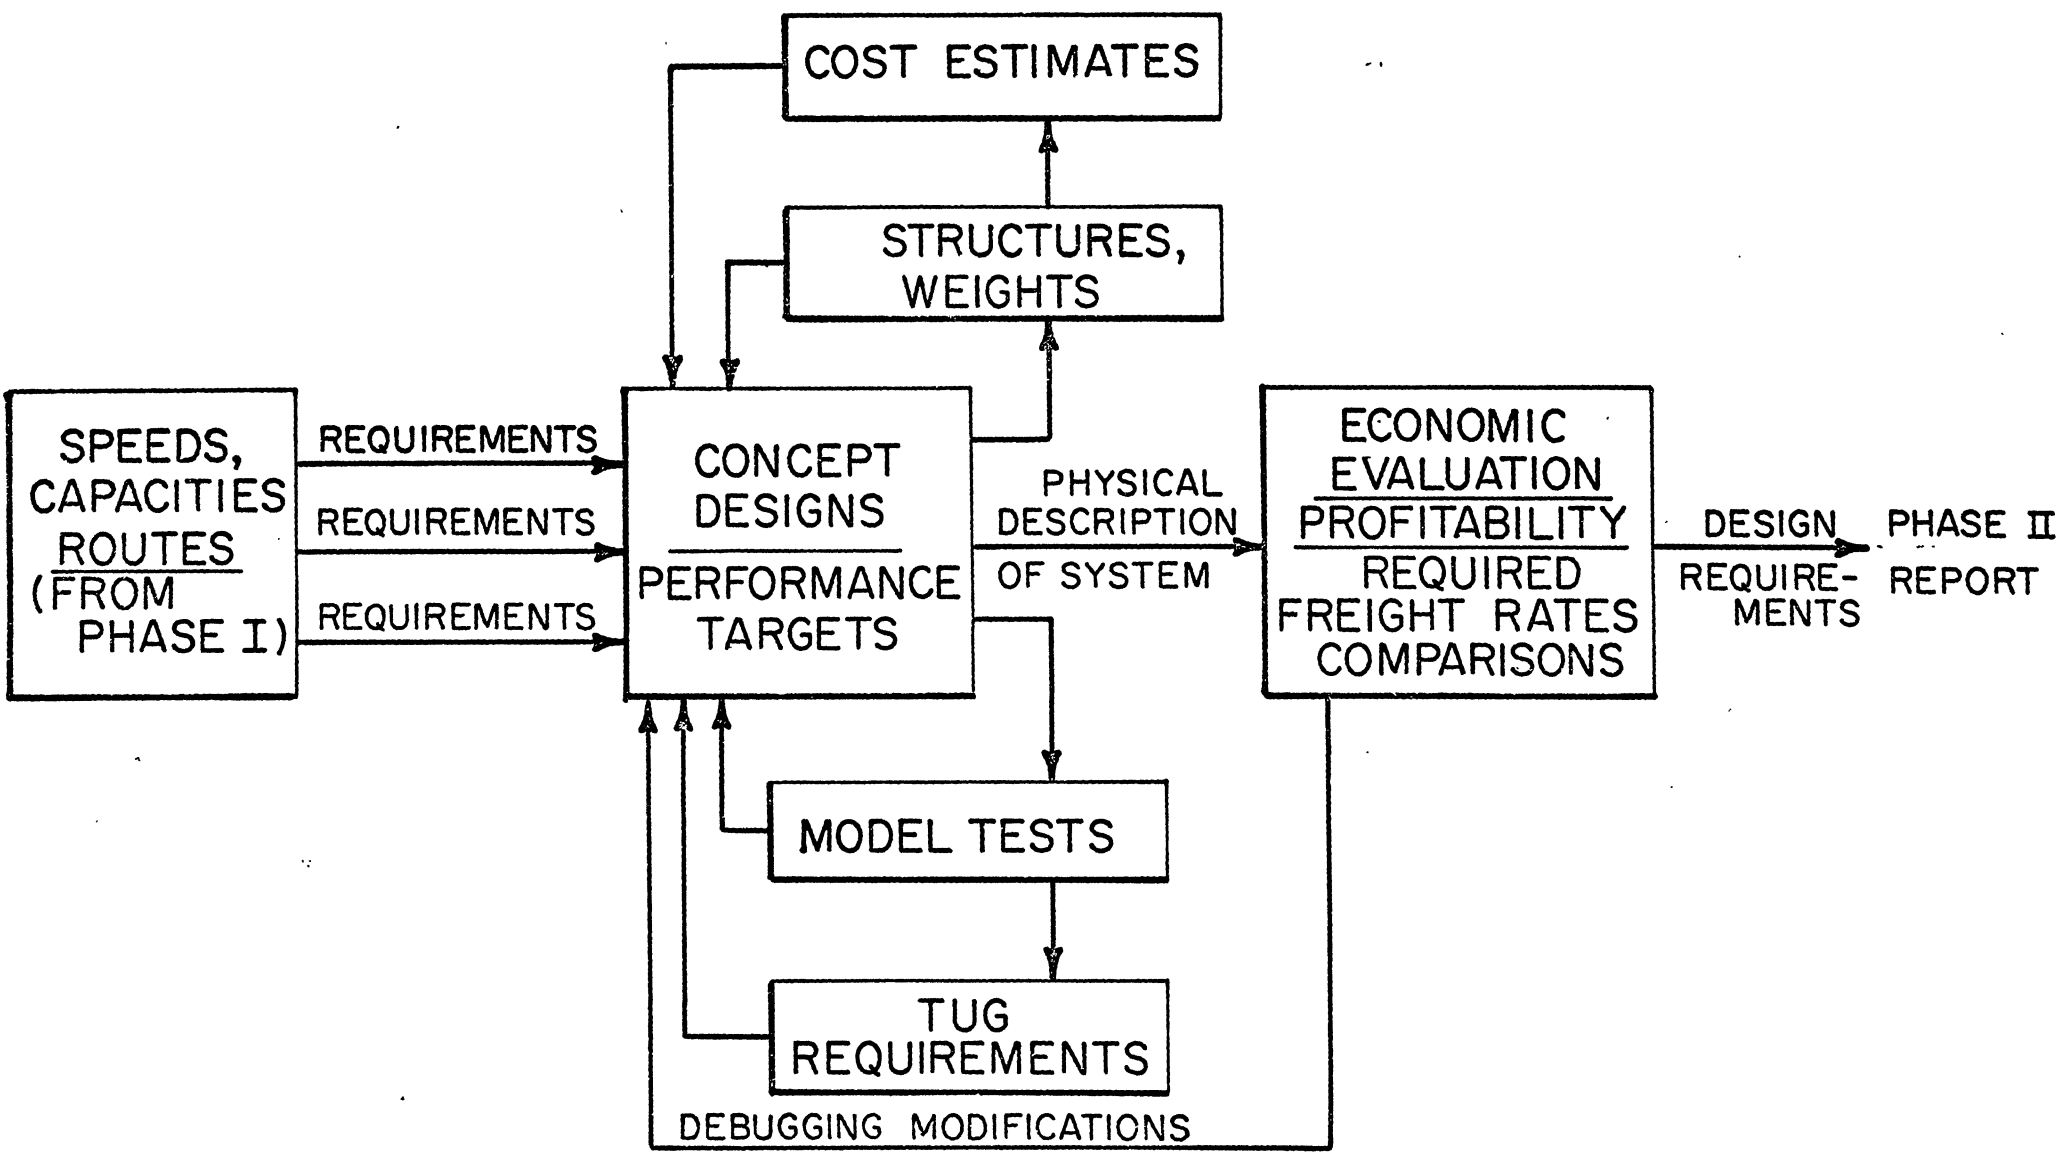 COST ESTIMATES
STRUCTURES,
WEIGHTS
SPEEDS,
CAPACITIES
ROUTES
(FROM
PHASE I)
REQUIREMENTS
REQUIREMENTS
REQUIREMENTS
CONCEPT
DESIGNS
PERFORMANCE
TARGETS
PHYSICAL
DESCRIPTION
OF SYSTEM
ECONOMIC
EVALUATION
PROFITABILITY
REQUIRED
FREIGHT RATES
COMPARISONS
DESIGN
REQUIRE-
MENTS
PHASE II
REPORT
MODEL TESTS
TUG
REQUIREMENTS
DEBUGGING MODIFICATIONS